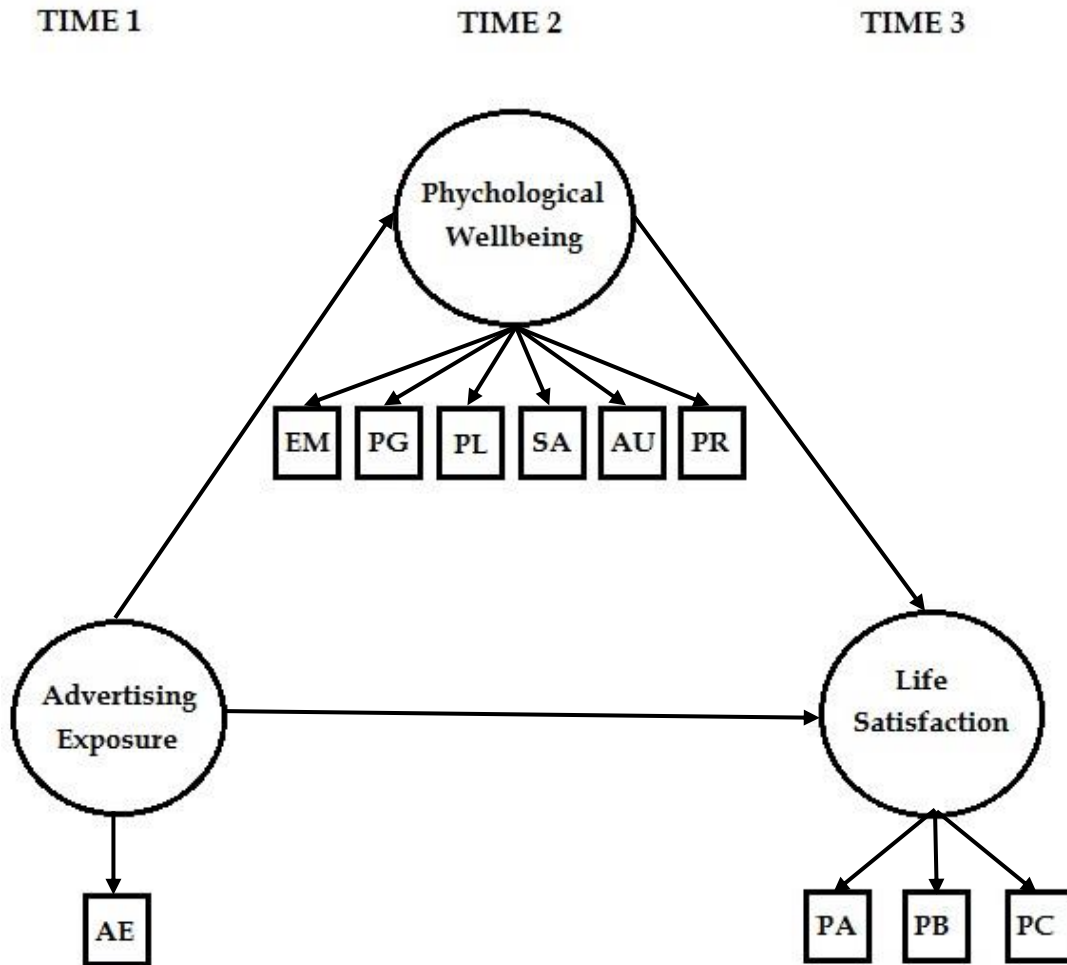 TIME 1
TIME 2
TIME 3
Phychological
Wellbeing
EM
PG
PL
SA
AU
PR
Advertising
Exposure
Life
Satisfaction
AE
PA
PB
PC